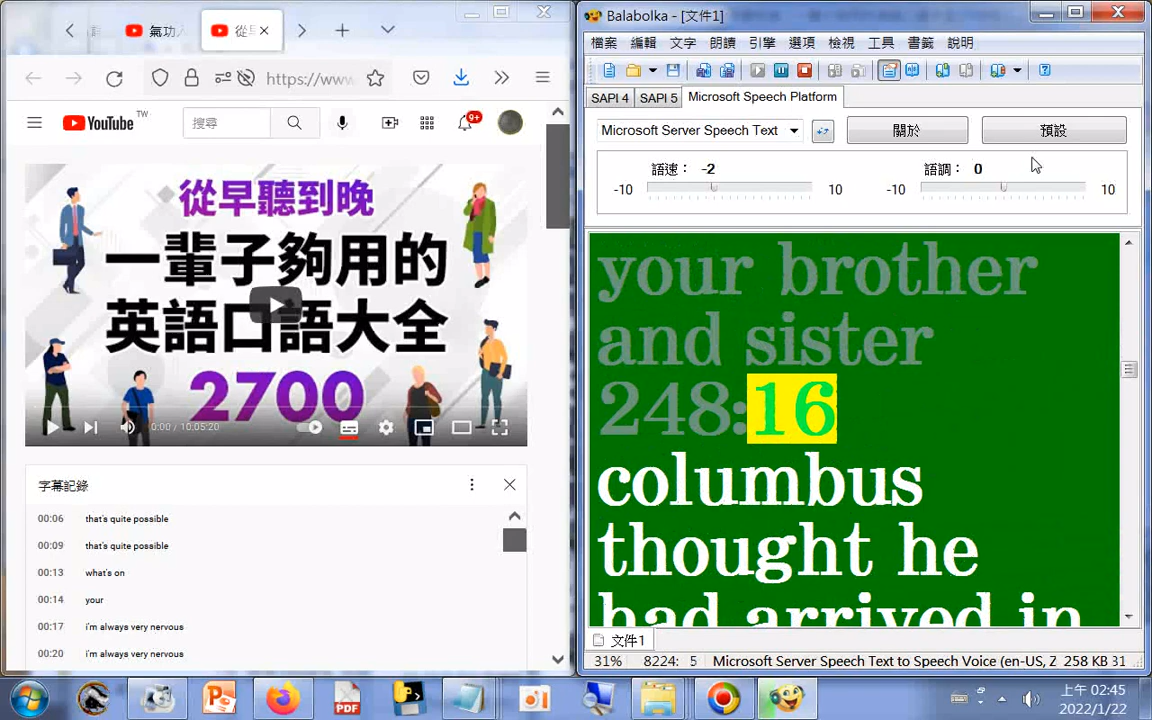 氣功
從
https://www
Balabolka - [文件1]
檔案 編輯 文字 朗讀 引擎 選項 檢視 工具 書籤 說明
SAPI 4 SAPI 5 Microsoft Speech Platform
Microsoft Server Speech Text
關於
預設
語速： -2
-10 10
語調： 0
-10 10
YouTube TW
搜尋
9+
從早聽到晚
一輩子夠用的
英語口語大全
2700
0:00 / 10:05:20
字幕記錄
00:06 that's quite possible
00:09 that's quite possible
00:13 what's on
00:14 your
00:17 i'm always very nervous
00:20 i'm always very nervous
your brother
and sister
248:16
columbus
thought he
had arrived in
文件1
31% 8224: 5 Microsoft Server Speech Text to Speech Voice (en-US, Z 258 KB 31
PDF
上午 02:45
2022/1/22